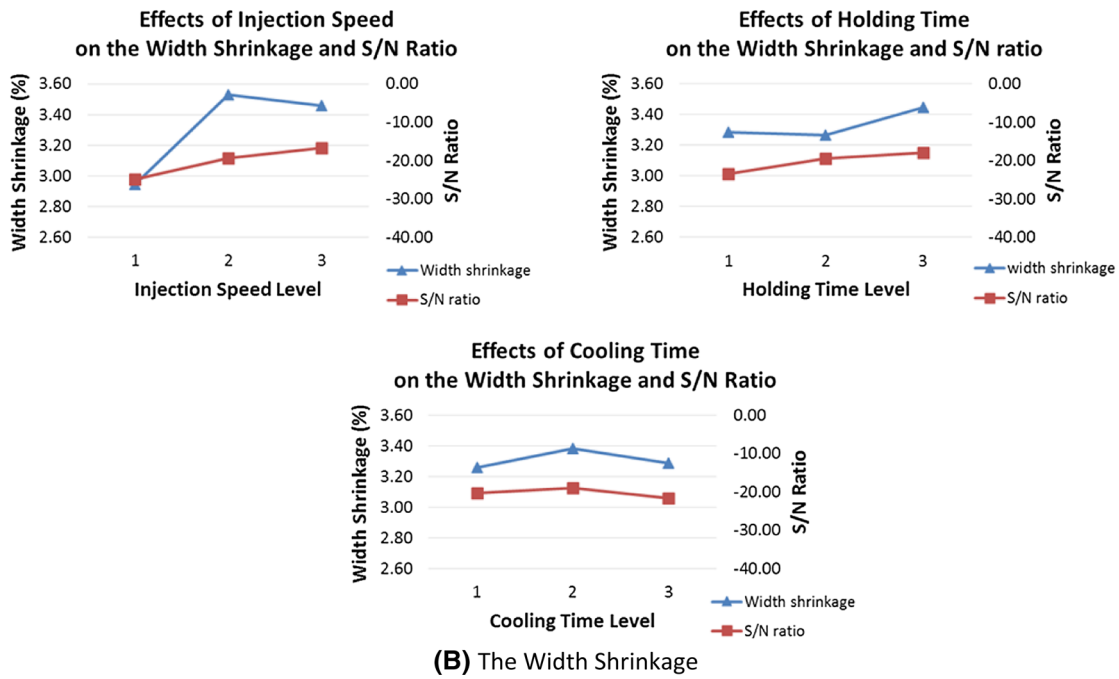 Effects of Injection Speed
on the Width Shrinkage and S/N Ratio
Width Shrinkage (%)
3.60
3.40
3.20
3.00
2.80
2.60
0.00
-10.00
-20.00
-30.00
-40.00
S/N Ratio
1 2 3
Injection Speed Level
Width shrinkage
S/N ratio
Effects of Holding Time
on the Width Shrinkage and S/N ratio
Width Shrinkage (%)
3.60
3.40
3.20
3.00
2.80
2.60
0.00
-10.00
-20.00
-30.00
-40.00
S/N Ratio
1 2 3
Holding Time Level
width shrinkage
S/N ratio
Effects of Cooling Time
on the Width Shrinkage and S/N Ratio
Width Shrinkage (%)
3.60
3.40
3.20
3.00
2.80
2.60
0.00
-10.00
-20.00
-30.00
-40.00
S/N Ratio
1 2 3
Cooling Time Level
Width shrinkage
S/N ratio
(B) The Width Shrinkage